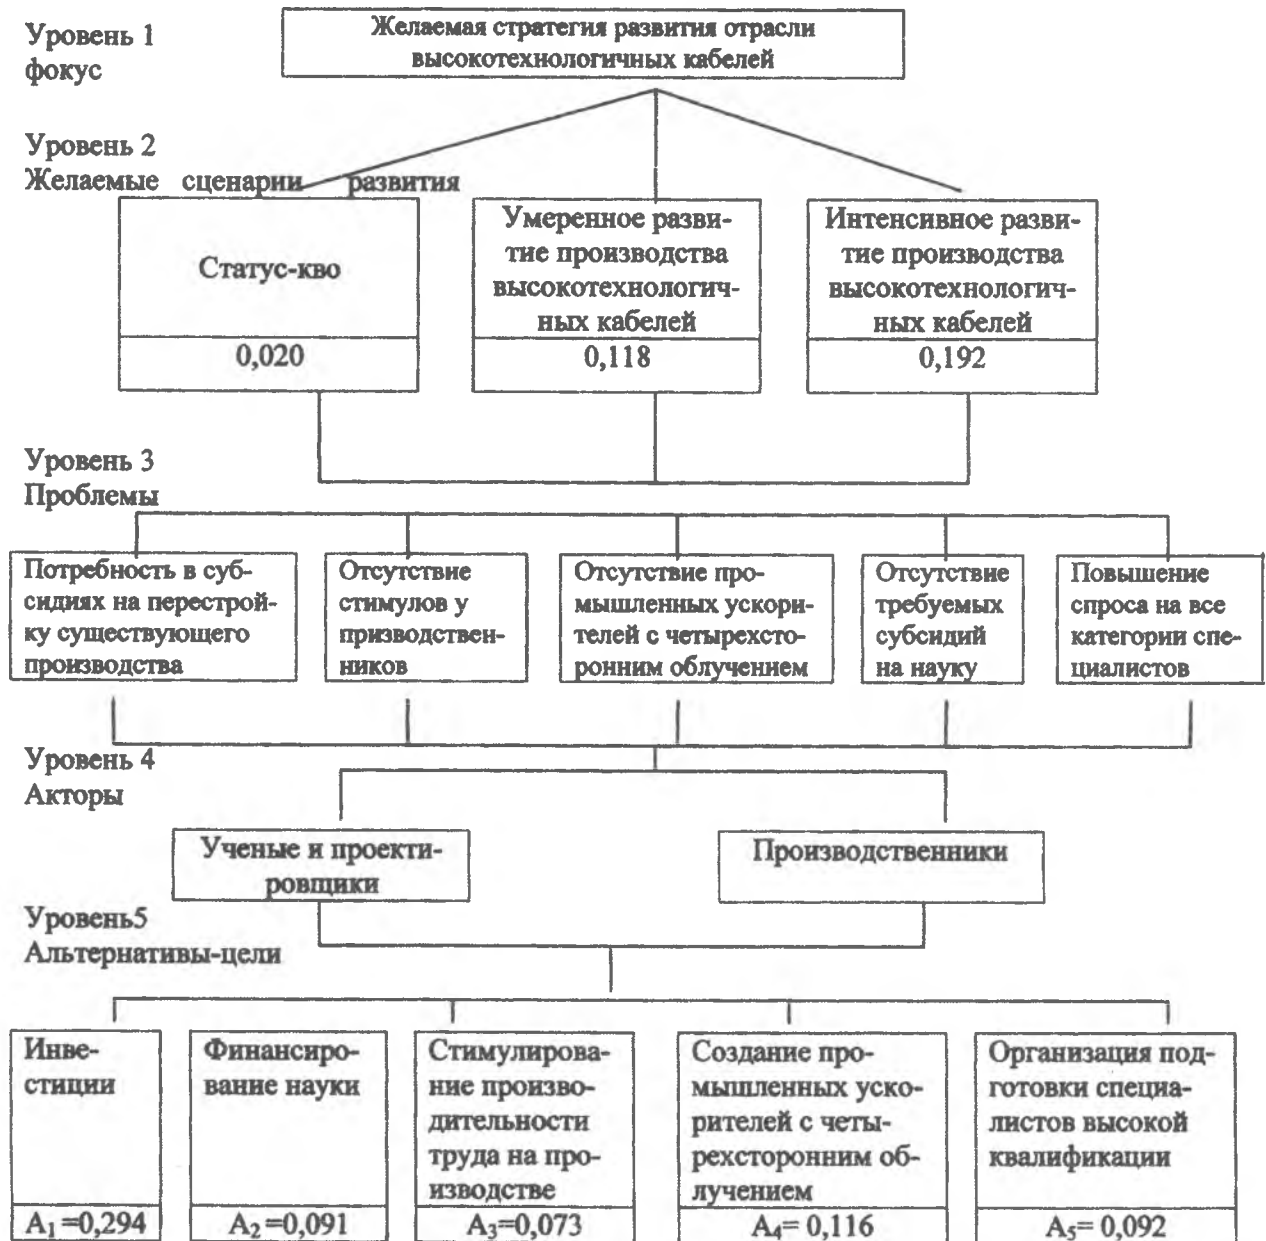 Уровень 1
фокус
Желаемая стратегия развития отрасли
высокотехнологичных кабелей
Уровень 2
Желаемые сценарии развития
Статус-кво
0,020
Умеренное разви-
тие производства
высокотехнологич-
ных кабелей
0,118
Интенсивное разви-
тие производства
высокотехнологич-
ных кабелей
0,192
Уровень 3
Проблемы
Потребность в суб-
сидиях на перестрой-
ку существующего
производства
Отсутствие
стимулов у
призводствен-
ников
Отсутствие про-
мышленных ускори-
телей с четырехсто-
ронним облучением
Отсутствие
требуемых
субсидий
на науку
Повышение
спроса на все
категории спе-
циалистов
Уровень 4
Акторы
Ученые и проекти-
ровщики
Производственники
Уровень5
Альтернативы-цели
Инве-
стиции
A₁ =0,294
Финансиро-
вание науки
A₂=0,091
Стимулирова-
ние произво-
дительности
труда на про-
изводстве
A₃=0,073
Создание про-
мышленных уско-
рителей с четы-
рехсторонним об-
лучением
A₄= 0,116
Организация под-
готовки специа-
листов высокой
квалификации
A₅= 0,092